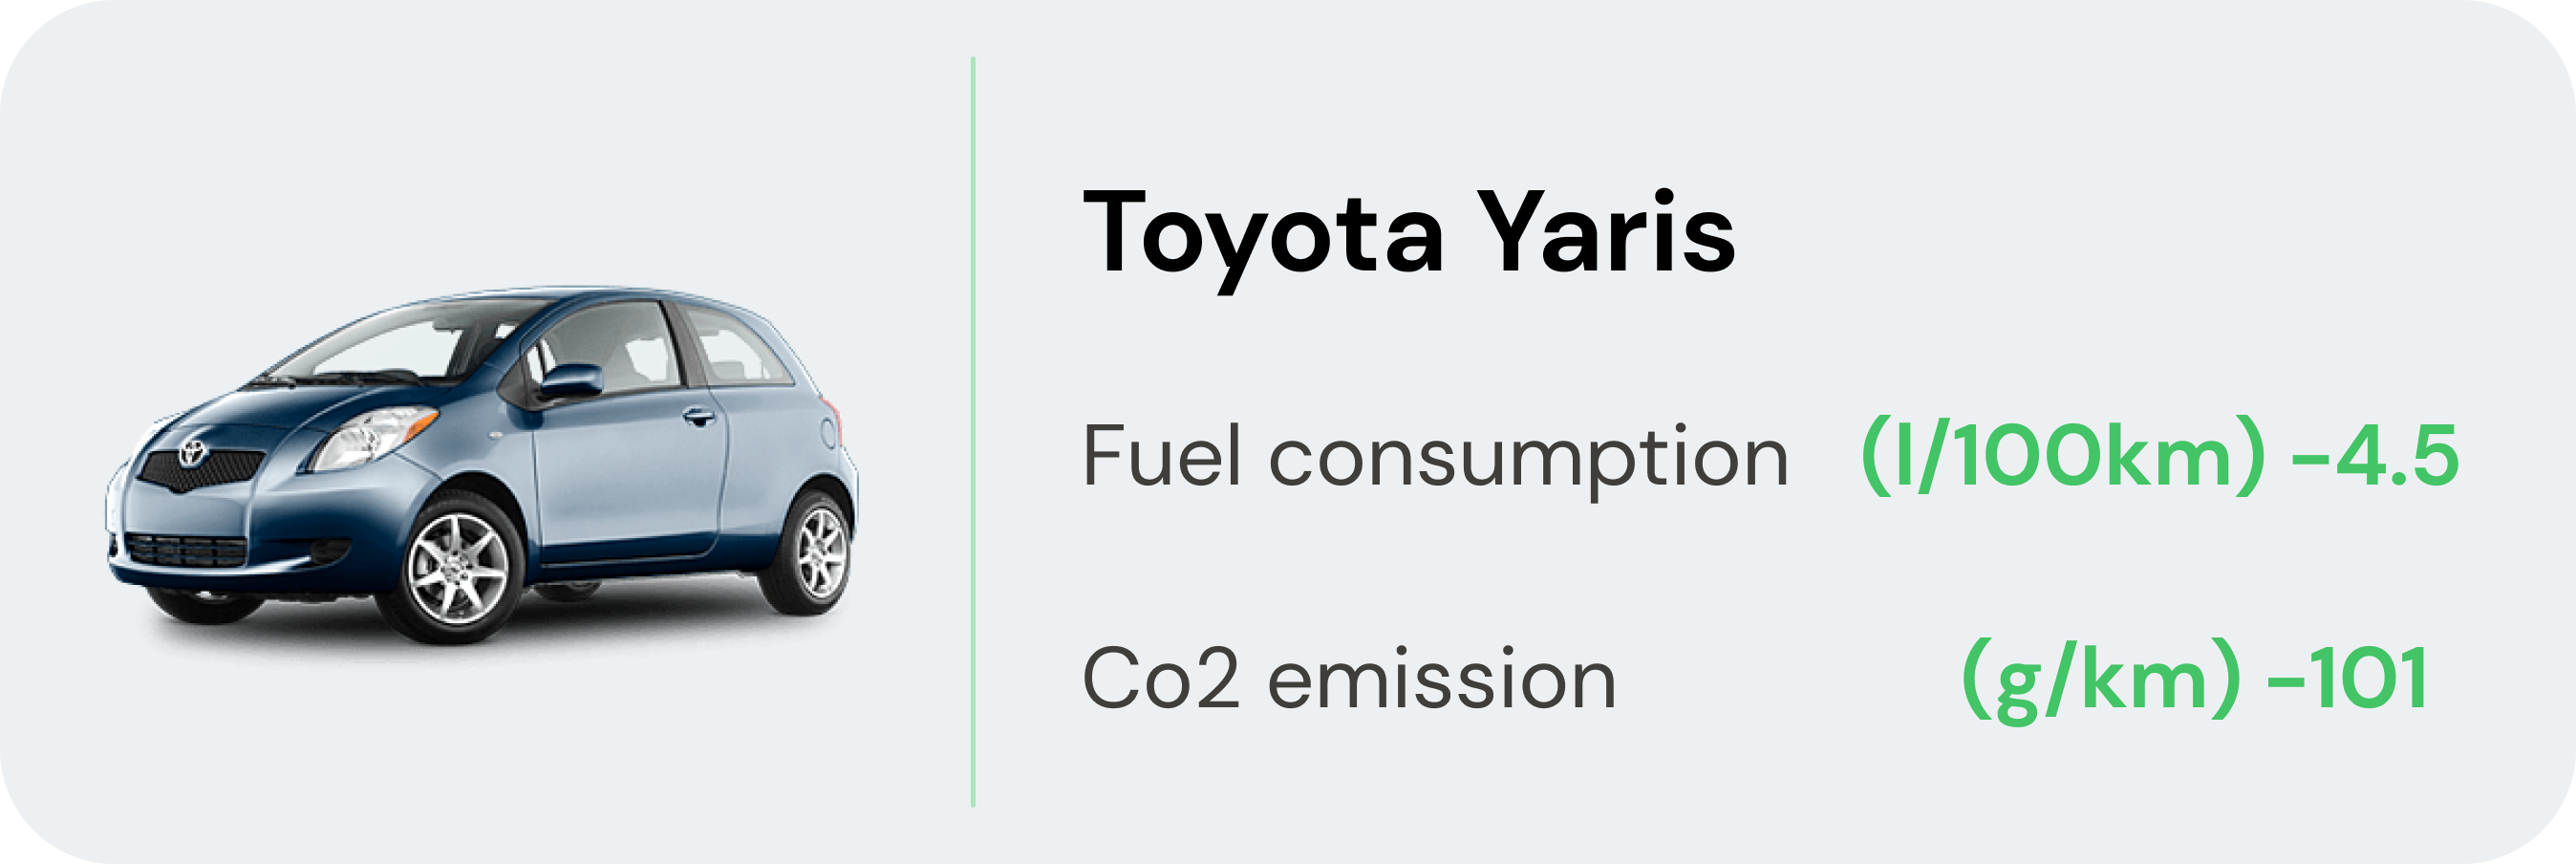 Toyota Yaris
Fuel consumption (l/100km) -4.5
Co2 emission (g/km) -101